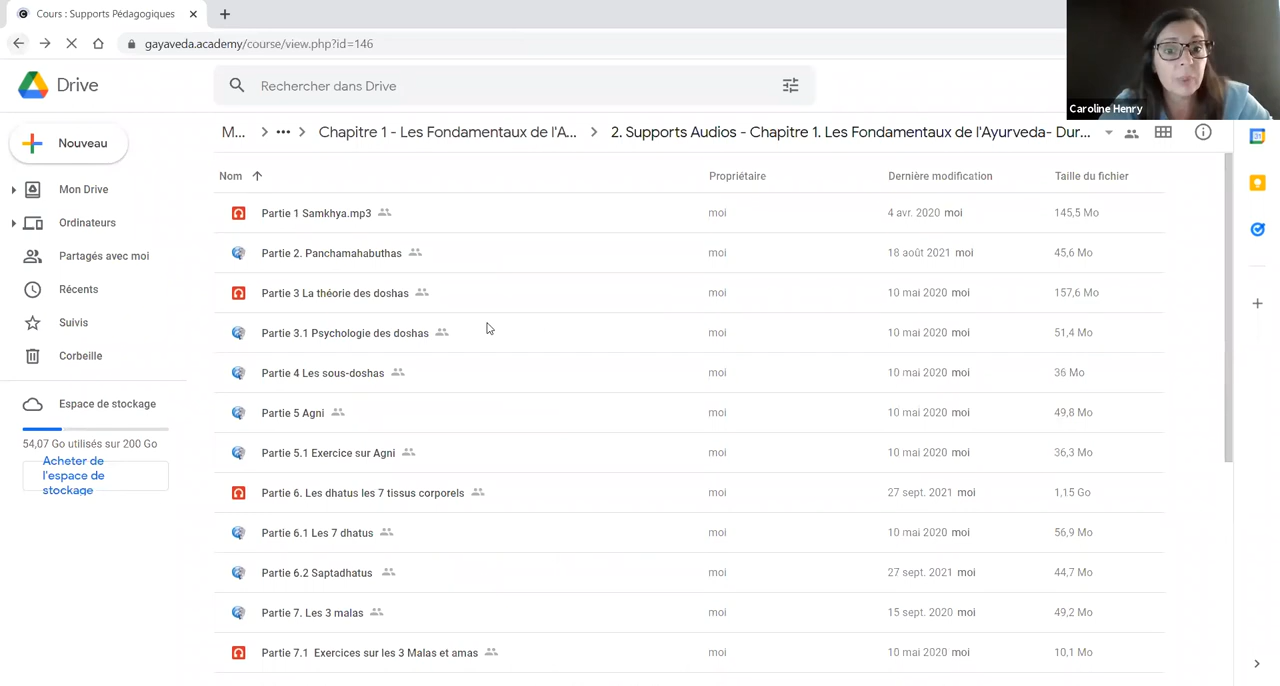 Cours : Supports Pédagogiques
gayaveda.academy/course/view.php?id=146
Caroline Henry
Drive
Rechercher dans Drive
Nouveau
M... > ••• > Chapitre 1 - Les Fondamentaux de l'A... > 2. Supports Audios - Chapitre 1. Les Fondamentaux de l'Ayurveda- Dur...
31
Mon Drive
Ordinateurs
Partagés avec moi
Récents
Suivis
Corbeille
Espace de stockage
54,07 Go utilisés sur 200 Go
Acheter de
l'espace de
stockage
Nom Propriétaire Dernière modification Taille du fichier
Partie 1 Samkhya.mp3 moi 4 avr. 2020 moi 145,5 Mo
Partie 2. Panchamahabuthas moi 18 août 2021 moi 45,6 Mo
Partie 3 La théorie des doshas moi 10 mai 2020 moi 157,6 Mo
Partie 3.1 Psychologie des doshas moi 10 mai 2020 moi 51,4 Mo
Partie 4 Les sous-doshas moi 10 mai 2020 moi 36 Mo
Partie 5 Agni moi 10 mai 2020 moi 49,8 Mo
Partie 5.1 Exercice sur Agni moi 10 mai 2020 moi 36,3 Mo
Partie 6. Les dhatus les 7 tissus corporels moi 27 sept. 2021 moi 1,15 Go
Partie 6.1 Les 7 dhatus moi 10 mai 2020 moi 56,9 Mo
Partie 6.2 Saptadhatus moi 27 sept. 2021 moi 44,7 Mo
Partie 7. Les 3 malas moi 15 sept. 2020 moi 49,2 Mo
Partie 7.1 Exercices sur les 3 Malas et amas moi 10 mai 2020 moi 10,1 Mo